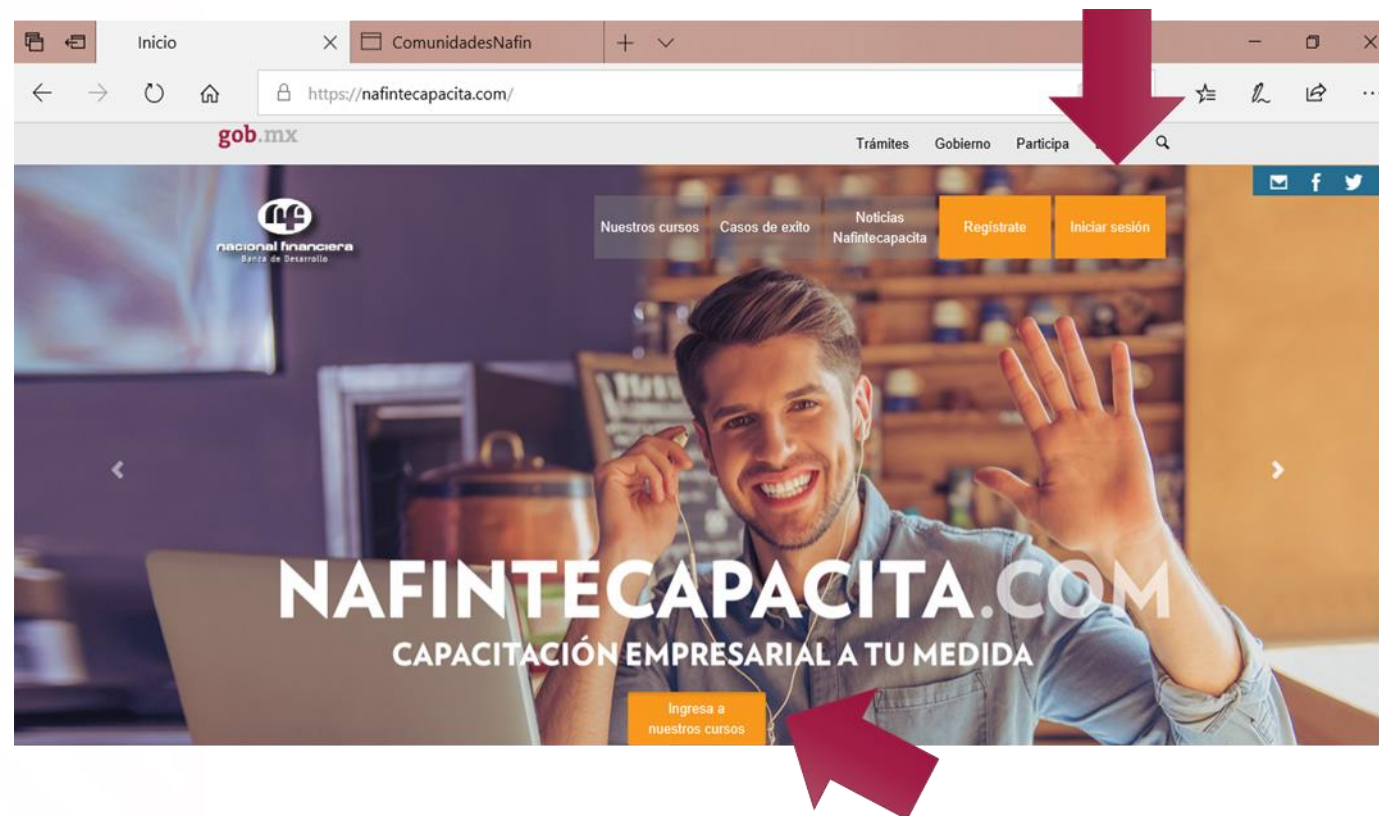 Inicio
ComunidadesNafin
https://nafintecapacita.com/
gob.mx
Trámites Gobierno Participa
nacional financiera
Banca de Desarrollo
Nuestros cursos
Casos de exito
Noticias
Nafintecapacita
Regístrate
Iniciar sesión
NAFINTECAPACITA.COM
CAPACITACIÓN EMPRESARIAL A TU MEDIDA
Ingresa a
nuestros cursos